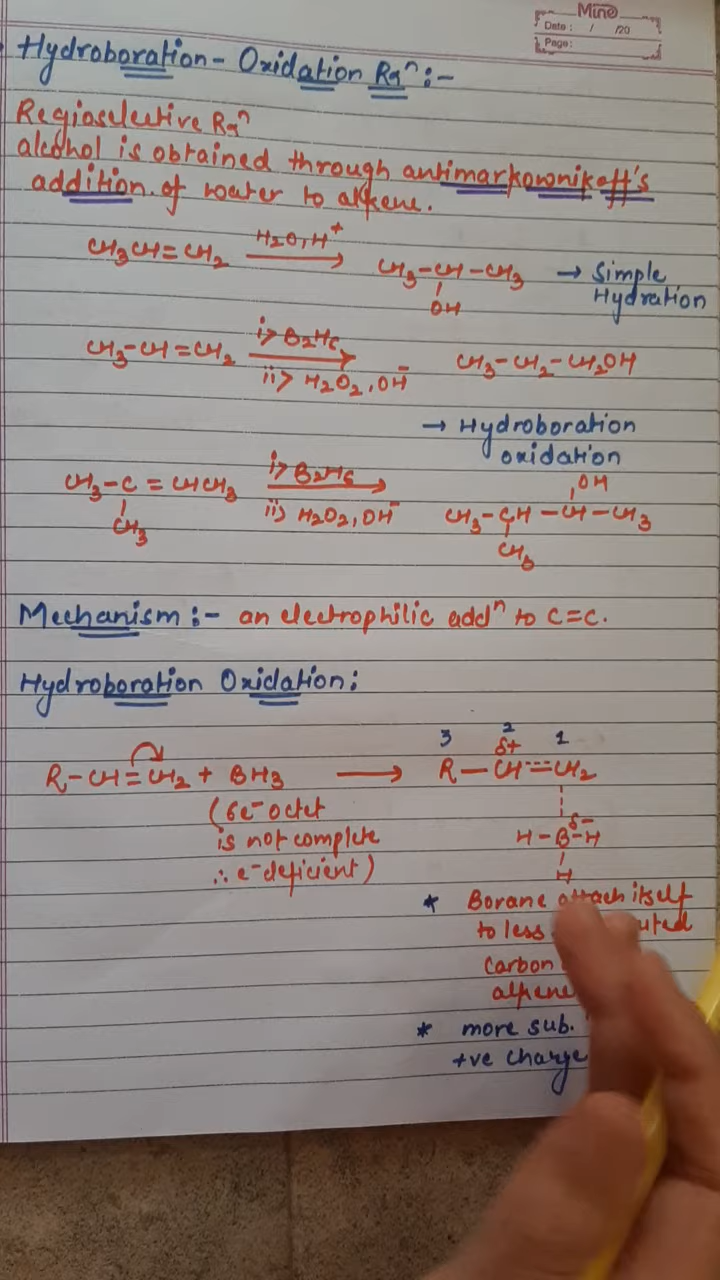 Mino
Date : / /20
Page:
Hydroboration - Oxidation Rxⁿ :-
Regioselective Rxⁿ
alcohol is obtained through antimarkownikoff's
addition of water to alkene.
CH3CH=CH2 H2O, H⁺ CH3-CH-CH3 → Simple
OH Hydration
CH3-CH=CH2 i> B2H6 CH3-CH2-CH2OH
ii> H2O2, OH⁻
→ Hydroboration
oxidation
CH3-C=CHCH3 i> B2H6 OH
CH3 ii> H2O2, OH⁻ CH3-CH-CH-CH3
CH3
Mechanism :- an electrophilic addⁿ to C=C.
Hydroboration Oxidation :
3 2 1
δ+
R-CH=CH2 + BH3 → R-CH=CH2
(6e⁻ octet
is not complete
∴ e⁻ deficient)
δ-
H-B-H
H
* Borane attach itself
to less
carbon
alkene
* more sub.
+ve charge